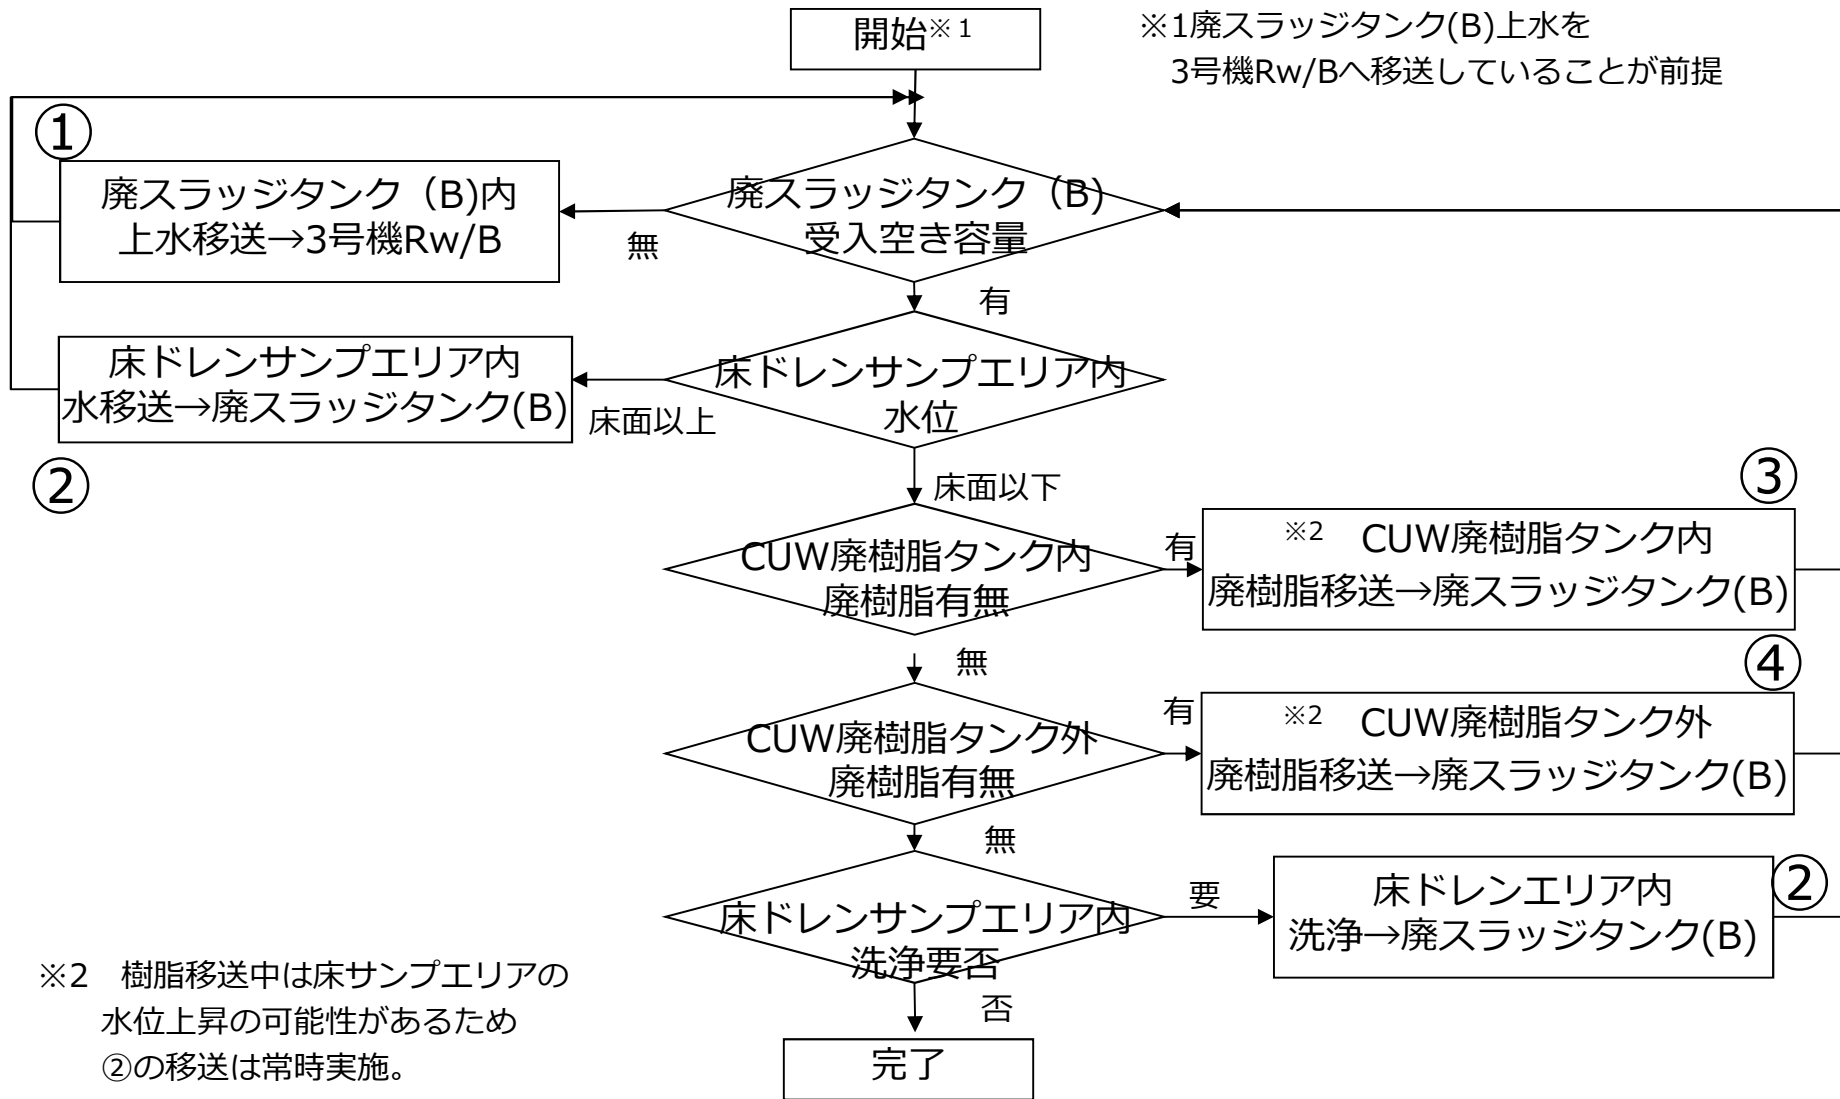 開始※1
※1廃スラッジタンク(B)上水を
3号機Rw/Bへ移送していることが前提
①
廃スラッジタンク（B)内
上水移送→3号機Rw/B
無
廃スラッジタンク（B)
受入空き容量
有
床ドレンサンプエリア内
水移送→廃スラッジタンク(B)
床面以上
床ドレンサンプエリア内
水位
②
床面以下
③
CUW廃樹脂タンク内
廃樹脂有無
有
※2　CUW廃樹脂タンク内
廃樹脂移送→廃スラッジタンク(B)
無
④
CUW廃樹脂タンク外
廃樹脂有無
有
※2　CUW廃樹脂タンク外
廃樹脂移送→廃スラッジタンク(B)
無
床ドレンサンプエリア内
洗浄要否
要
床ドレンエリア内
洗浄→廃スラッジタンク(B)
②
否
完了
※2　樹脂移送中は床サンプエリアの
水位上昇の可能性があるため
②の移送は常時実施。